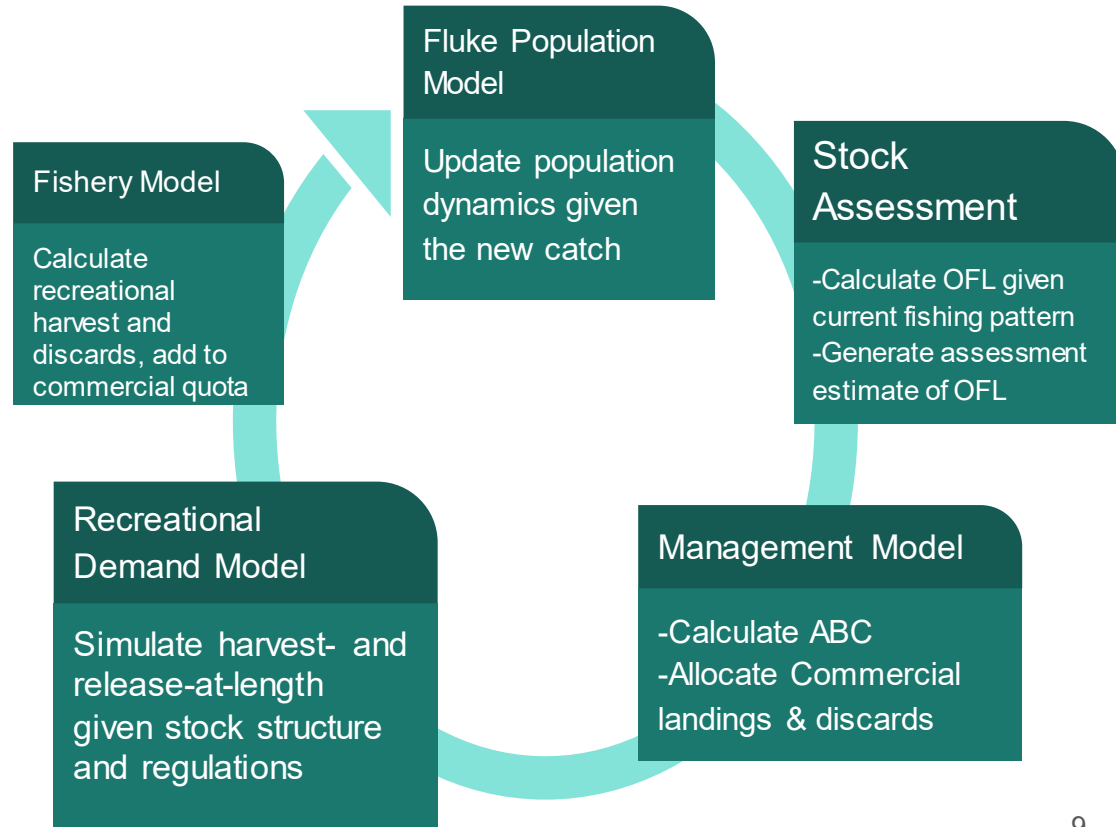 Fluke Population
Model
Update population
dynamics given
the new catch
Stock
Assessment
-Calculate OFL given
current fishing pattern
-Generate assessment
estimate of OFL
Management Model
-Calculate ABC
-Allocate Commercial
landings & discards
Recreational
Demand Model
Simulate harvest- and
release-at-length
given stock structure
and regulations
Fishery Model
Calculate
recreational
harvest and
discards, add to
commercial quota
9